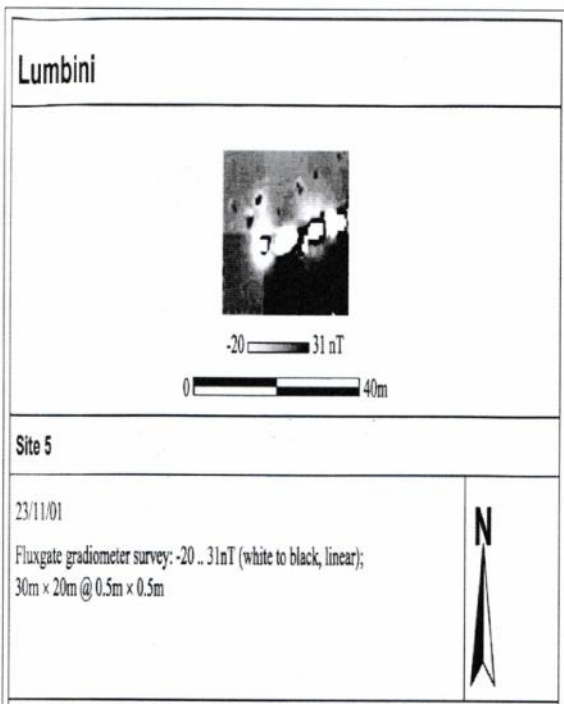 Lumbini
-20 31 nT
0 40m
Site 5
23/11/01
Fluxgate gradiometer survey: -20 .. 31nT (white to black, linear);
30m × 20m @ 0.5m × 0.5m
N